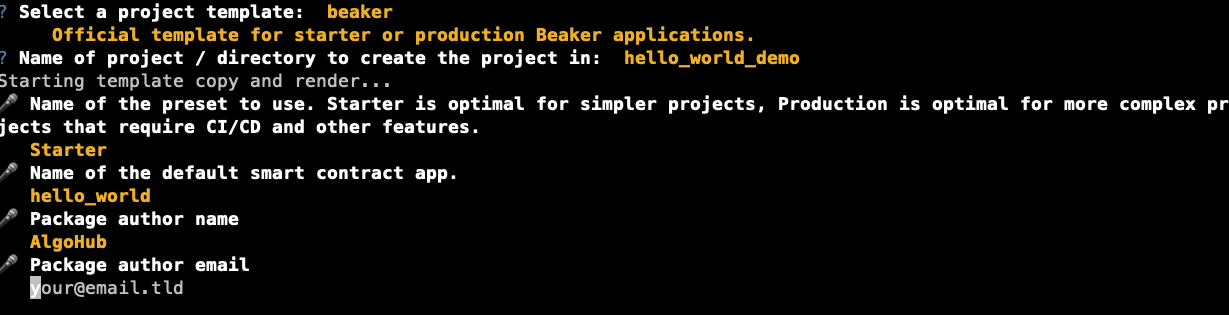 ? Select a project template:  beaker
Official template for starter or production Beaker applications.
? Name of project / directory to create the project in:  hello_world_demo
Starting template copy and render...
🎤 Name of the preset to use. Starter is optimal for simpler projects, Production is optimal for more complex pr
jects that require CI/CD and other features.
Starter
🎤 Name of the default smart contract app.
hello_world
🎤 Package author name
AlgoHub
🎤 Package author email
your@email.tld